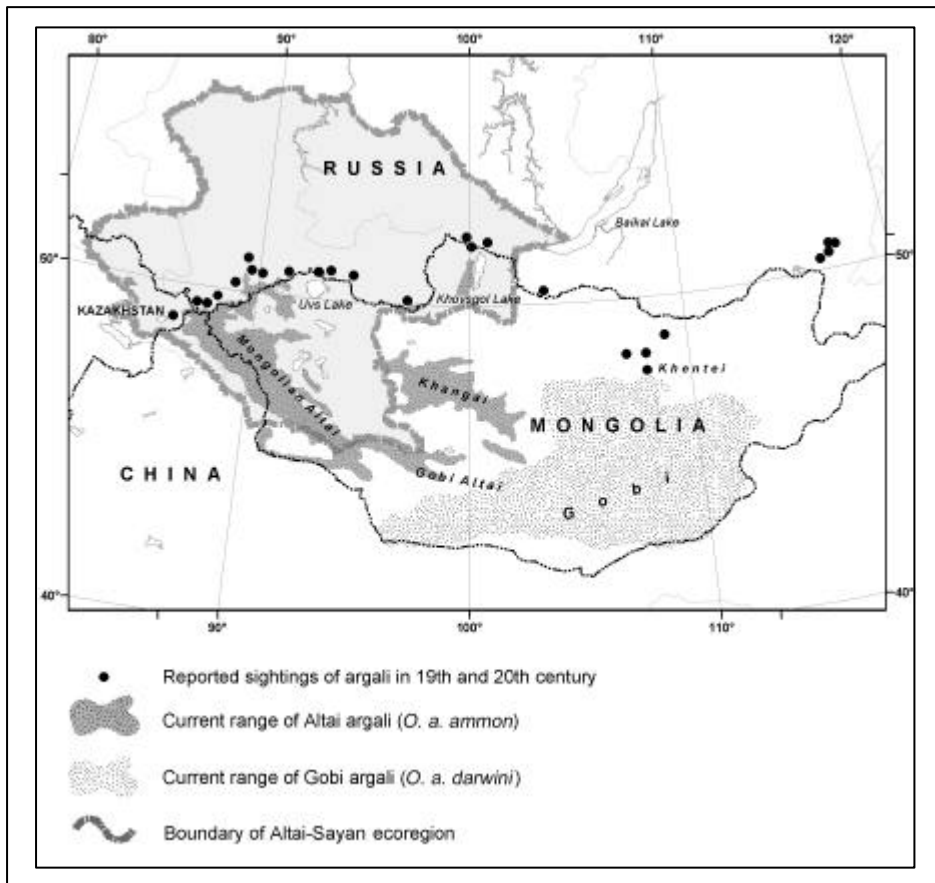 80° 90° 100° 110° 120°
RUSSIA
Baikal Lake
50° 50°
Uvs Lake
Khovsgol Lake
KAZAKHSTAN
Mongolian Altai
Khangai
Khentei
MONGOLIA
CHINA
Gobi Altai
Gobi
40° 40°
90° 100° 110°
Reported sightings of argali in 19th and 20th century
Current range of Altai argali (O. a. ammon)
Current range of Gobi argali (O. a. darwini)
Boundary of Altai-Sayan ecoregion